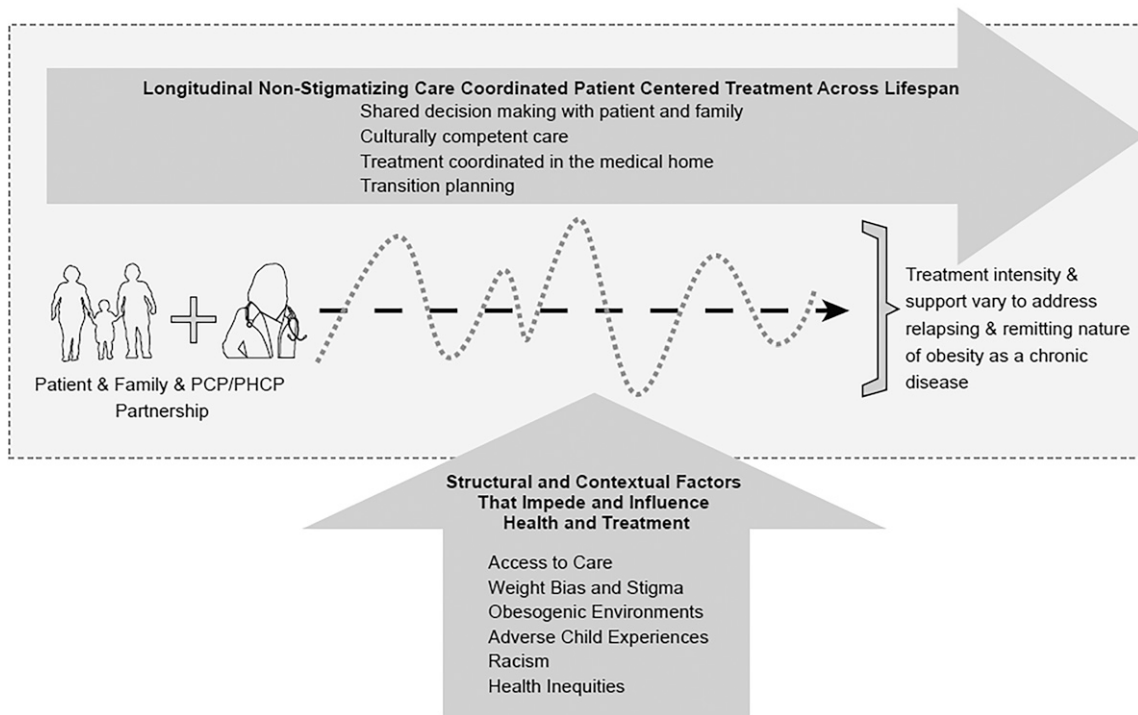 Longitudinal Non-Stigmatizing Care Coordinated Patient Centered Treatment Across Lifespan
Shared decision making with patient and family
Culturally competent care
Treatment coordinated in the medical home
Transition planning
Patient & Family & PCP/PHCP
Partnership
Treatment intensity &
support vary to address
relapsing & remitting nature
of obesity as a chronic
disease
Structural and Contextual Factors
That Impede and Influence
Health and Treatment
Access to Care
Weight Bias and Stigma
Obesogenic Environments
Adverse Child Experiences
Racism
Health Inequities